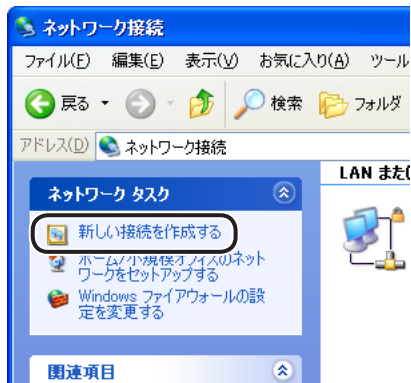 ネットワーク接続
ファイル(F) 編集(E) 表示(V) お気に入り(A) ツール
戻る 検索 フォルダ
アドレス(D) ネットワーク接続
LAN また
ネットワーク タスク
新しい接続を作成する
ホーム/小規模オフィスのネット
ワークをセットアップする
Windows ファイアウォールの設
定を変更する
関連項目